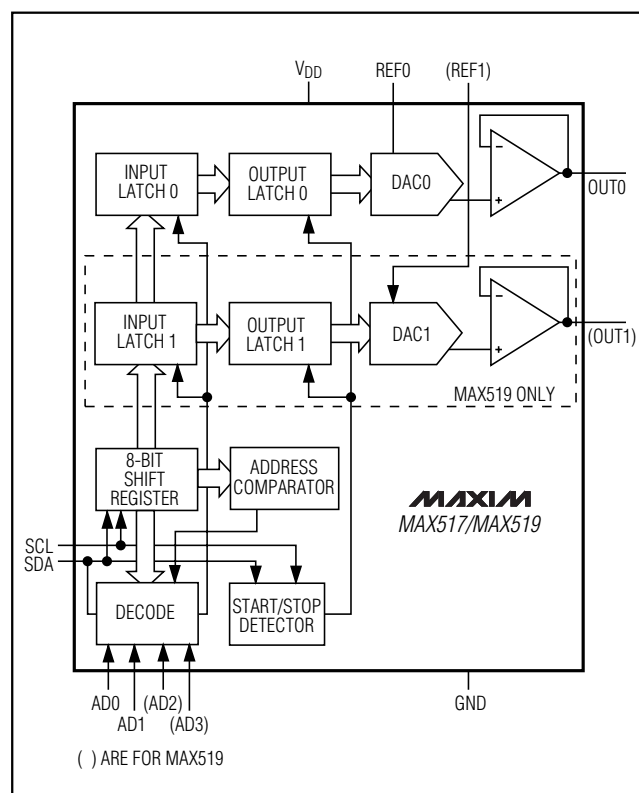 VDD
REF0
(REF1)
INPUT
LATCH 0
OUTPUT
LATCH 0
DAC0
OUT0
INPUT
LATCH 1
OUTPUT
LATCH 1
DAC1
(OUT1)
MAX519 ONLY
8-BIT
SHIFT
REGISTER
ADDRESS
COMPARATOR
MAXIM
MAX517/MAX519
SCL
SDA
DECODE
START/STOP
DETECTOR
AD0
AD1
(AD2)
(AD3)
GND
( ) ARE FOR MAX519